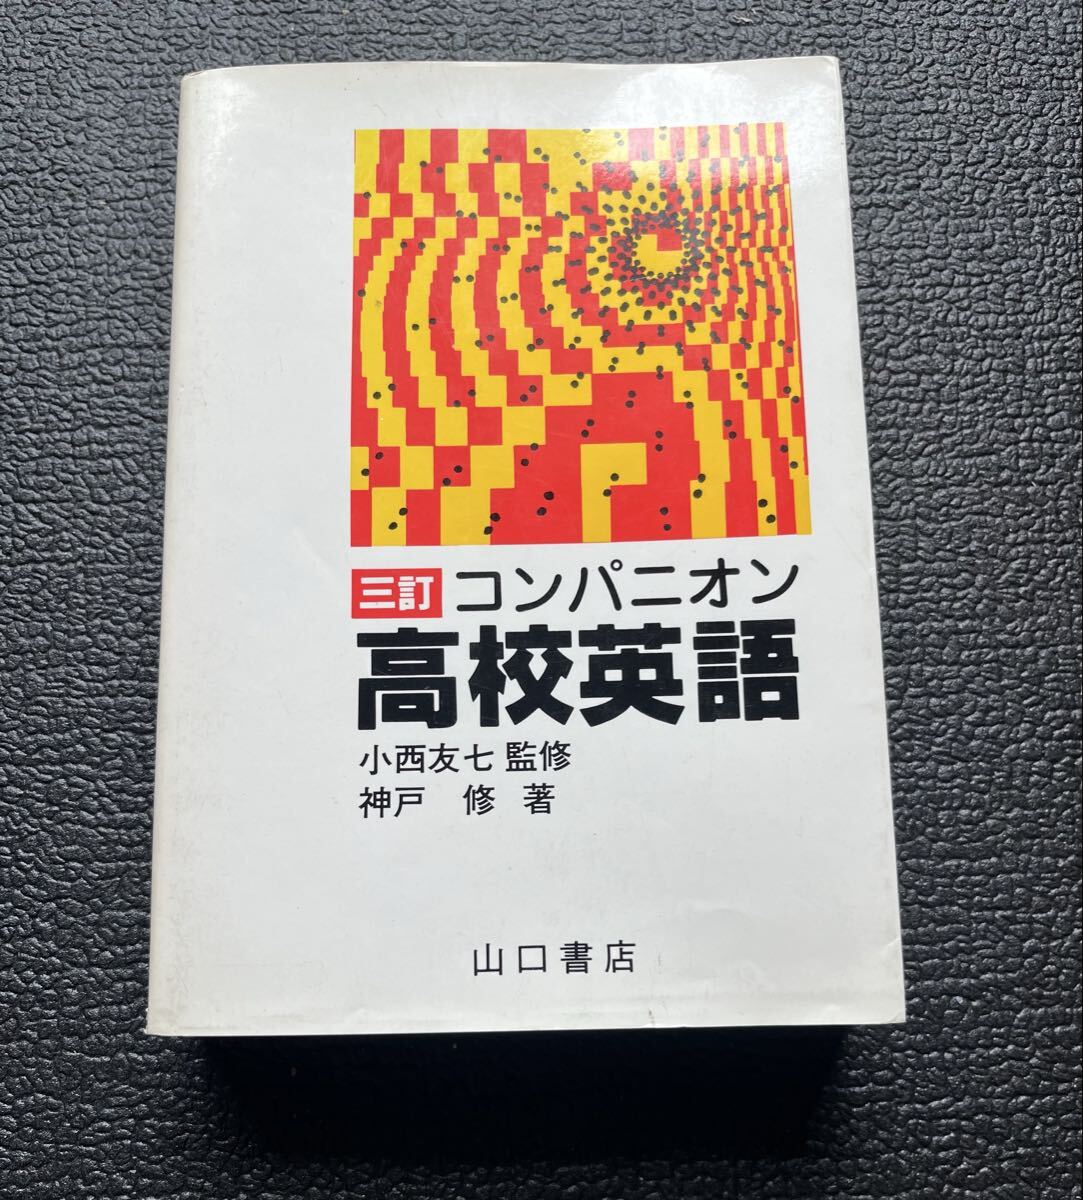 三訂 コンパニオン
高校英語
小西友七 監修
神戸 修 著
山口書店